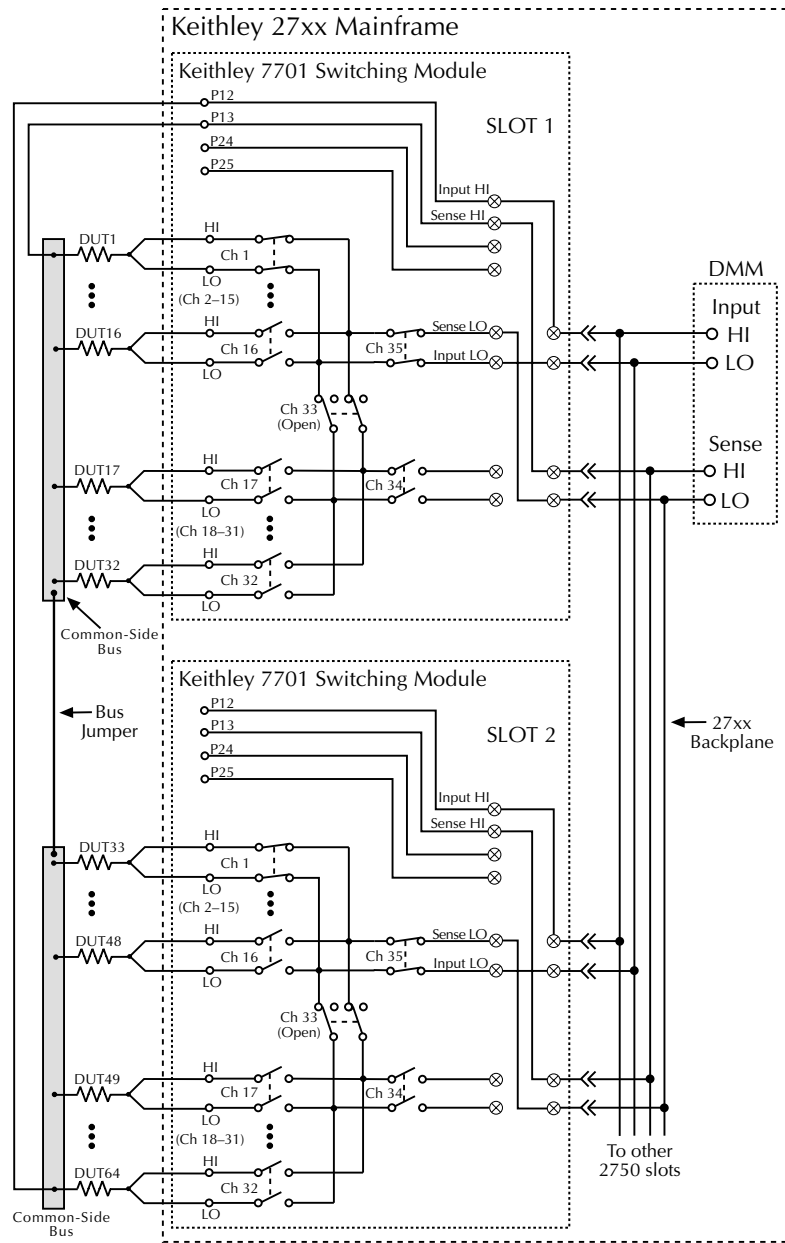 Keithley 27xx Mainframe
Keithley 7701 Switching Module
P12
P13
SLOT 1
P24
P25
Input HI
Sense HI
HI
DUT1
Ch 1
LO
(Ch 2–15)
DMM
Input
HI
LO
HI
DUT16
Ch 16
LO
Sense LO
Ch 35
Input LO
Ch 33
(Open)
Sense
HI
LO
HI
DUT17
Ch 17
Ch 34
LO
(Ch 18–31)
HI
DUT32
Ch 32
LO
Common-Side
Bus
Bus
Jumper
27xx
Backplane
Keithley 7701 Switching Module
P12
P13
SLOT 2
P24
P25
Input HI
Sense HI
HI
DUT33
Ch 1
LO
(Ch 2–15)
HI
DUT48
Ch 16
LO
Sense LO
Ch 35
Input LO
Ch 33
(Open)
HI
DUT49
Ch 17
Ch 34
LO
(Ch 18–31)
HI
DUT64
Ch 32
LO
To other
2750 slots
Common-Side
Bus